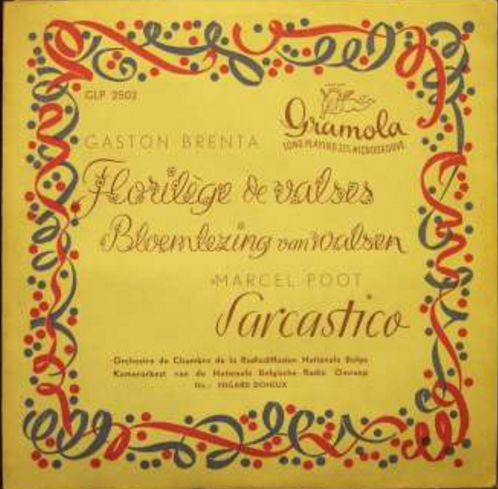 GLP 2502
Gramola
LONG PLAYING 33⅓ MICROGROOVE
GASTON BRENTA
Florilège de valses
Bloemlezing van walsen
MARCEL POOT
Sarcastico
Orchestre de Chambre de la Radiodiffusion Nationale Belge
Kamerorkest van de Nationale Belgische Radio Omroep
Dir.: EDGARD DONEUX